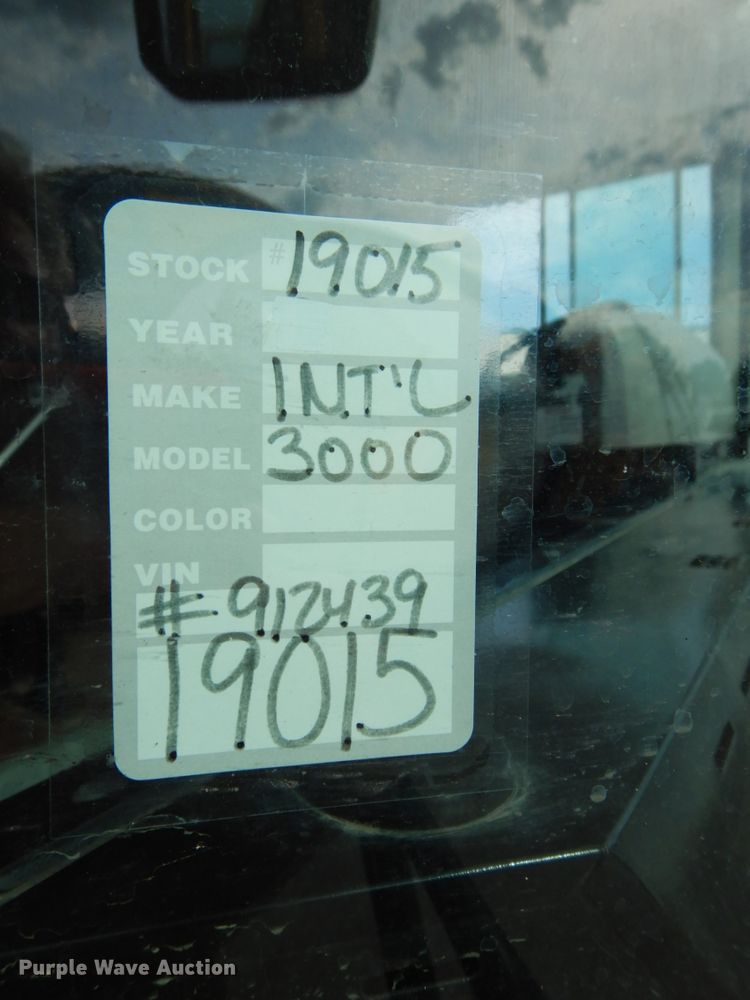 STOCK #19015
YEAR
MAKE INT'L
MODEL 3000
COLOR
VIN
#912439
19015
Purple Wave Auction